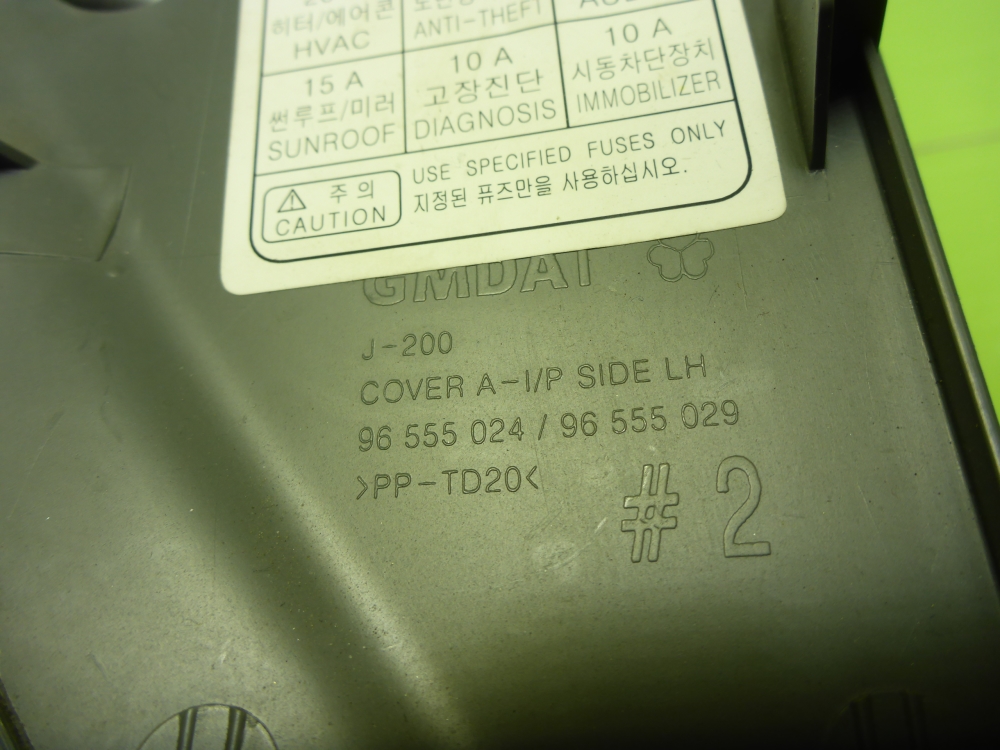 히터/에어콘
HVAC
ANTI-THEFT
15 A
썬루프/미러
SUNROOF
10 A
고장진단
DIAGNOSIS
10 A
시동차단장치
IMMOBILIZER
주의
CAUTION
USE SPECIFIED FUSES ONLY
지정된 퓨즈만을 사용하십시오.
GMDAT
J-200
COVER A-I/P SIDE LH
96 555 024 / 96 555 029
>PP-TD20<
# 2